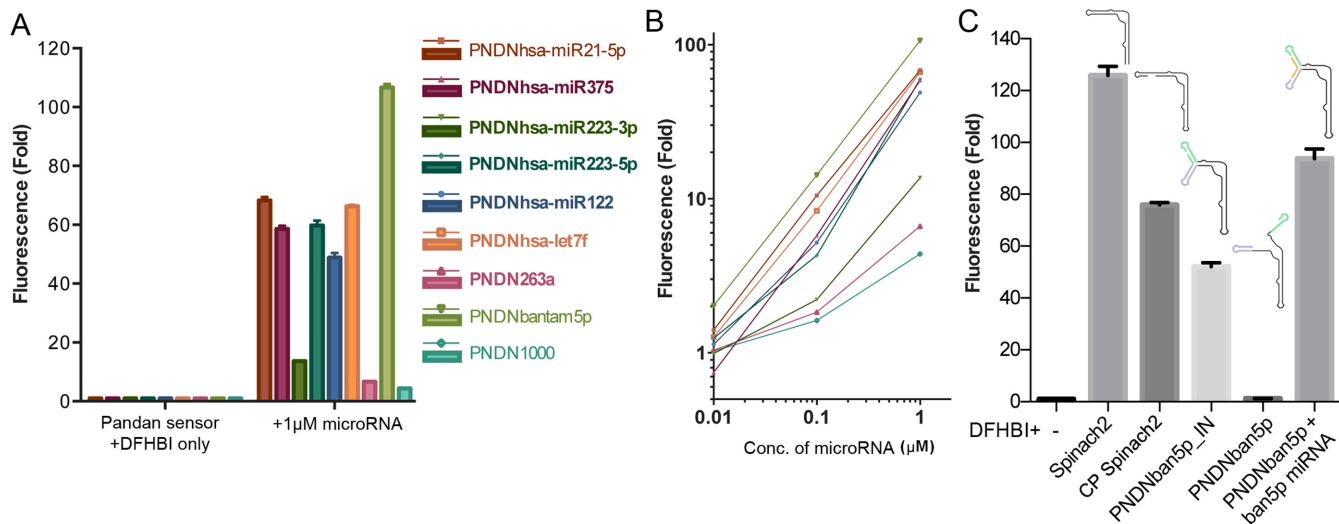 A
Fluorescence (Fold)
120
100
80
60
40
20
0
Pandan sensor
+DFHBI only
+1µM microRNA
PNDNhsa-miR21-5p
PNDNhsa-miR375
PNDNhsa-miR223-3p
PNDNhsa-miR223-5p
PNDNhsa-miR122
PNDNhsa-let7f
PNDN263a
PNDNbantam5p
PNDN1000
B
Fluorescence (Fold)
100
10
1
0.01
0.1
1
Conc. of microRNA (µM)
C
Fluorescence (Fold)
140
120
100
80
60
40
20
0
DFHBI+
-
Spinach2
CP Spinach2
PNDNban5p_IN
PNDNban5p
PNDNban5p +
ban5p miRNA